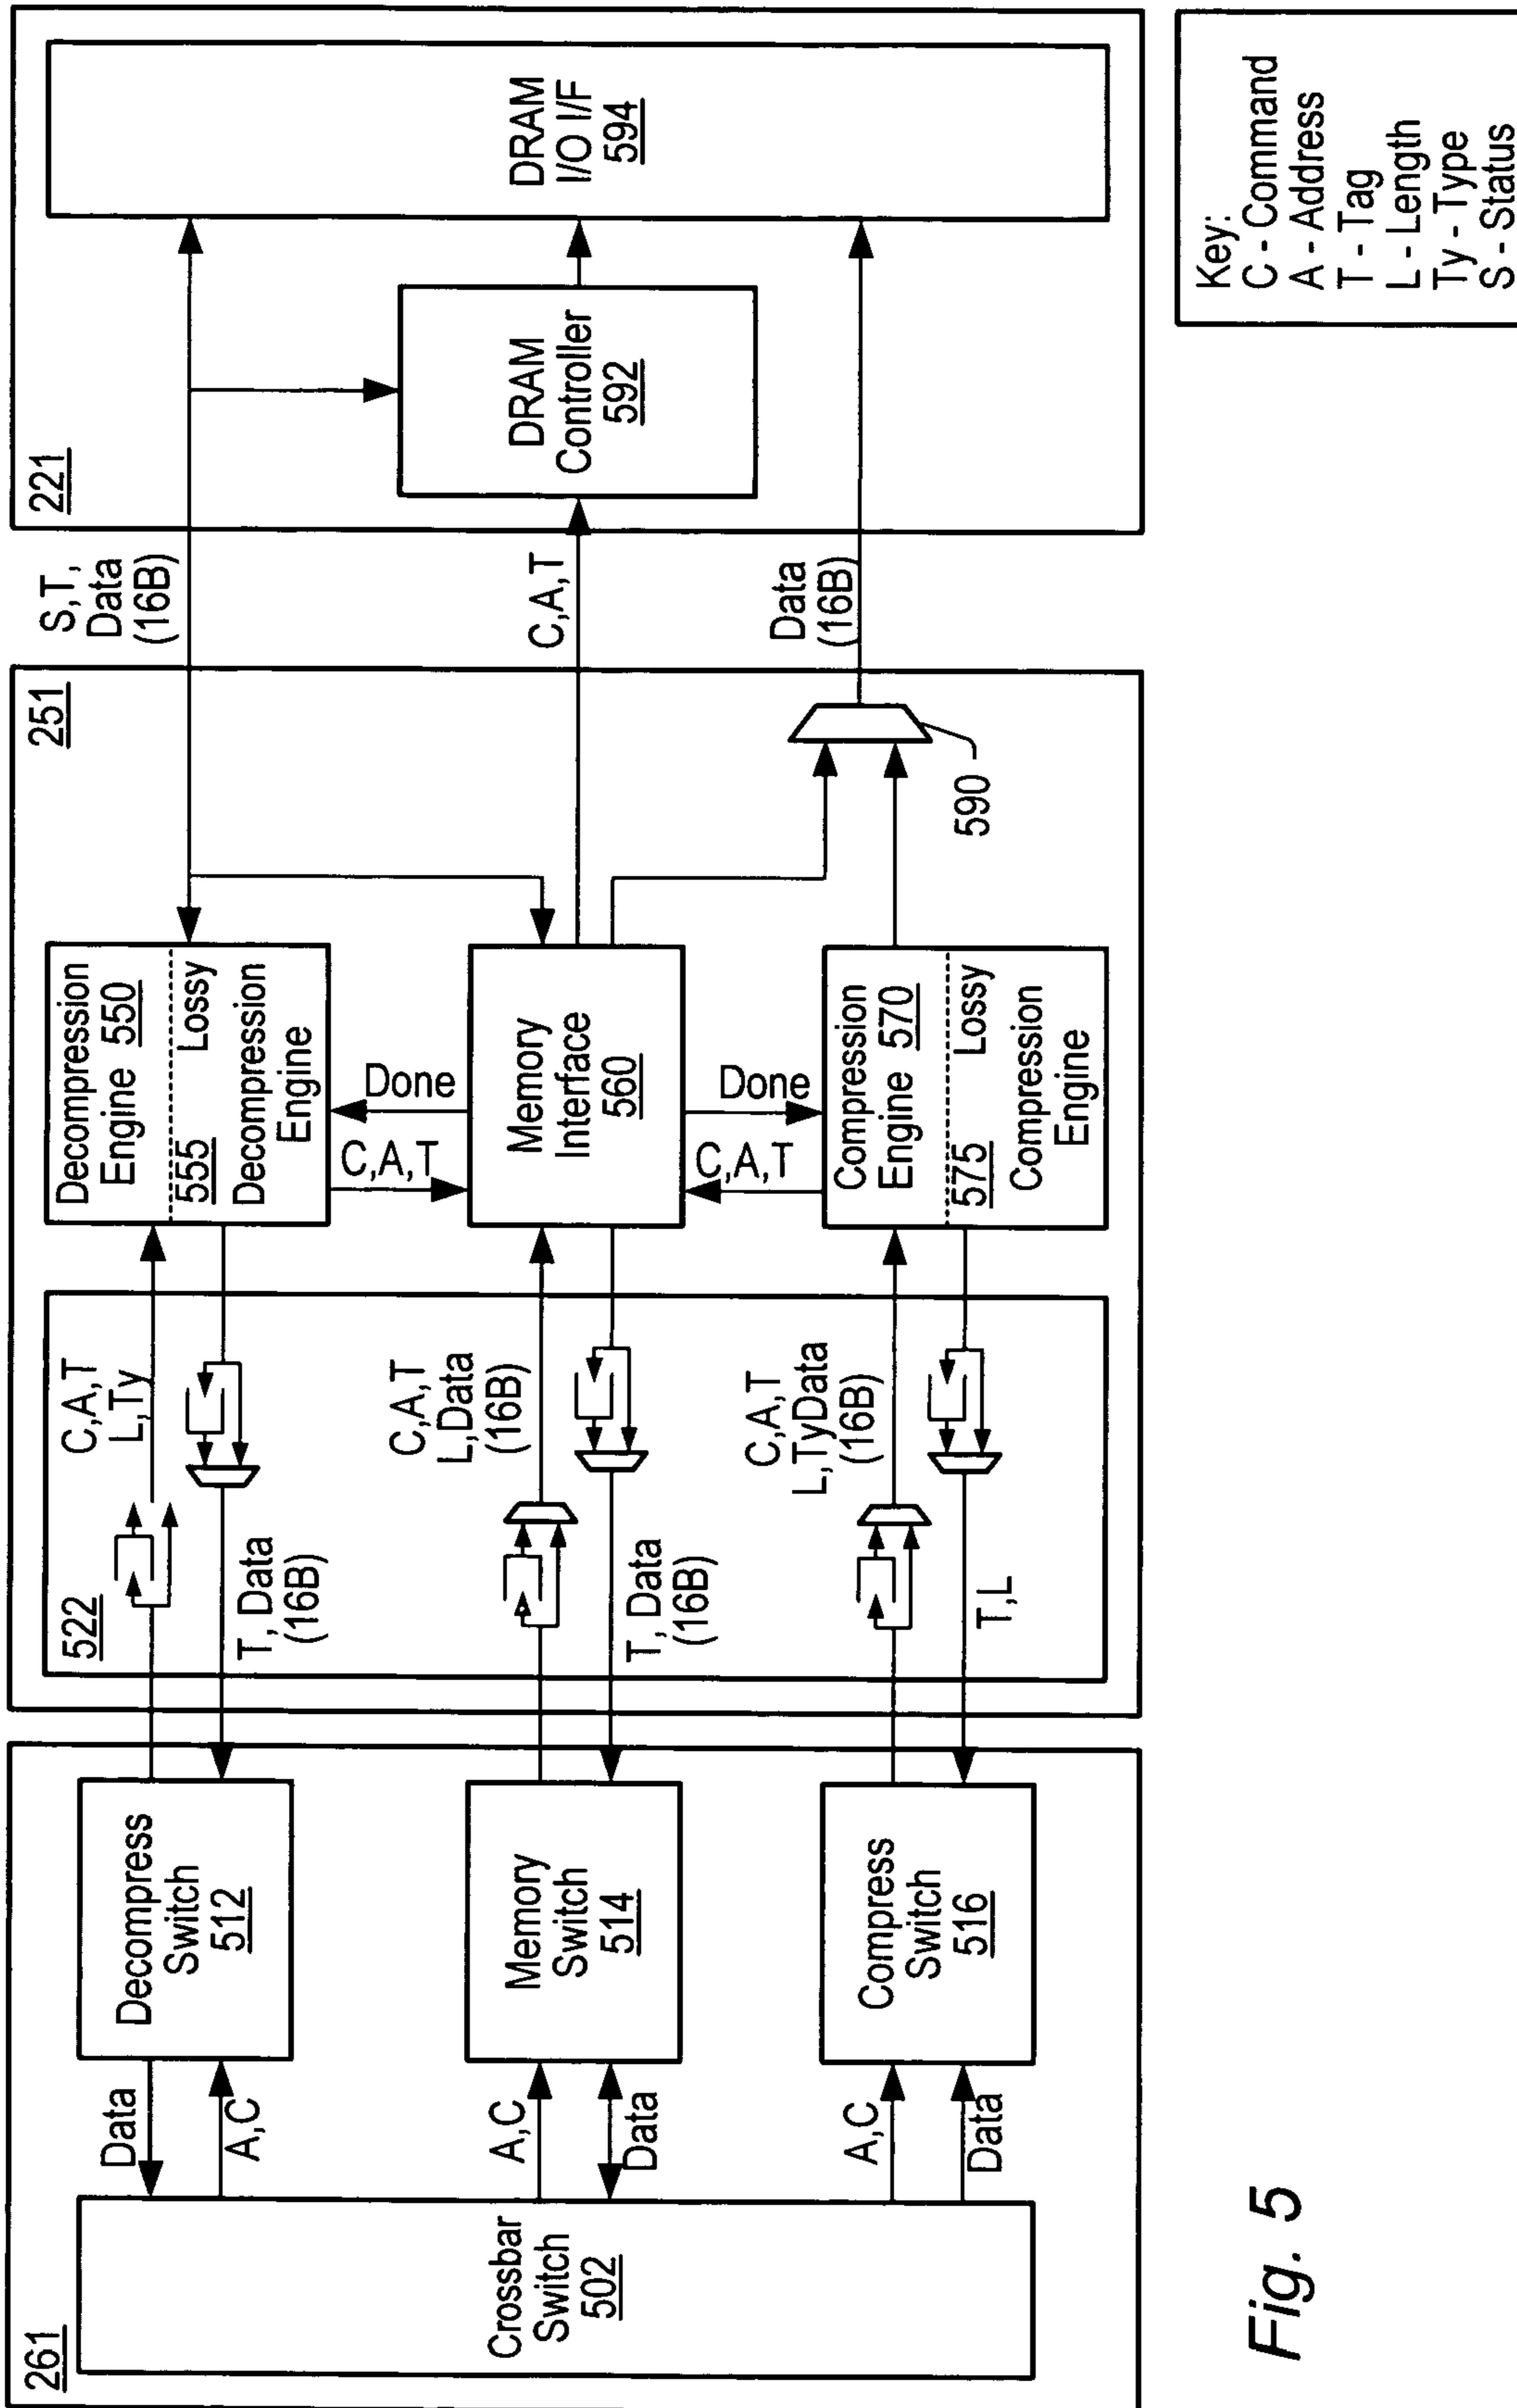 261
Crossbar
Switch
502
Data
A,C
A,C
Data
A,C
Data
Decompress
Switch
512
Memory
Switch
514
Compress
Switch
516
251
522
C,A,T
L,Ty
T, Data
(16B)
C,A,T
L,Data
(16B)
T, Data
(16B)
C,A,T
L,TyData
(16B)
T,L
Decompression
Engine 550
555 Lossy
Decompression
Engine
Done
C,A,T
Memory
Interface
560
Done
C,A,T
Compression
Engine 570
575 Lossy
Compression
Engine
590
S,T,
Data
(16B)
C,A,T
Data
(16B)
221
DRAM
Controller
592
DRAM
I/O I/F
594
Key:
C - Command
A - Address
T - Tag
L - Length
Ty - Type
S - Status
Fig. 5